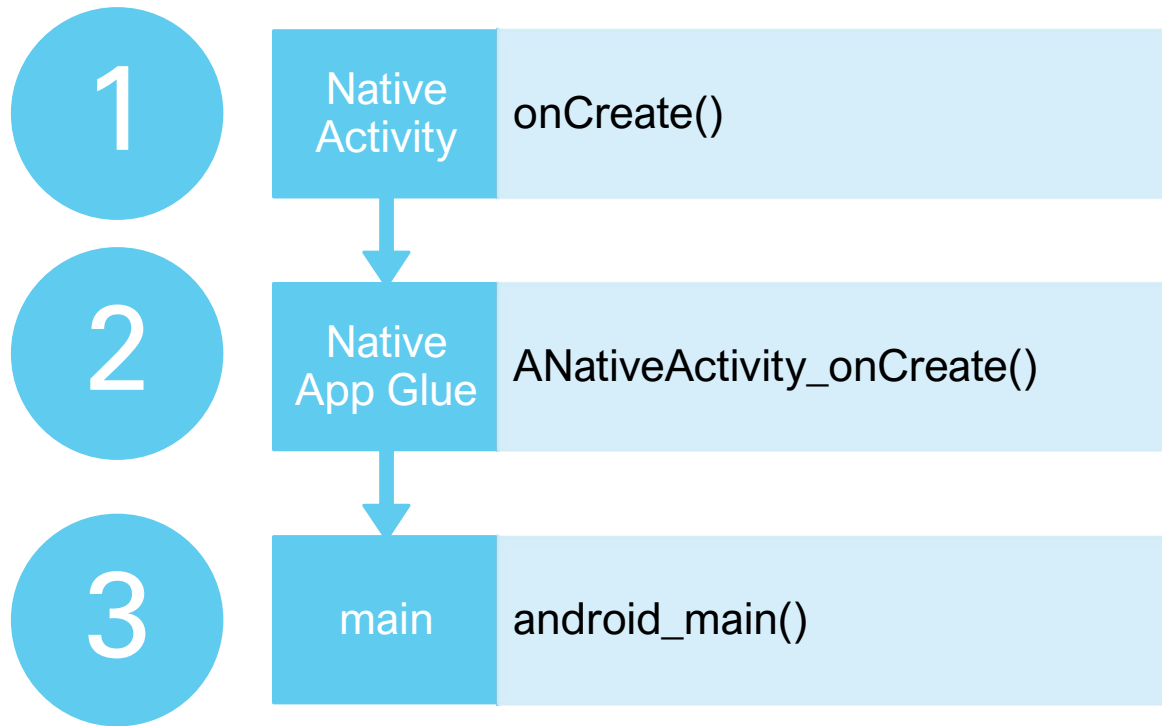 1
Native
Activity
onCreate()
2
Native
App Glue
ANativeActivity_onCreate()
3
main
android_main()